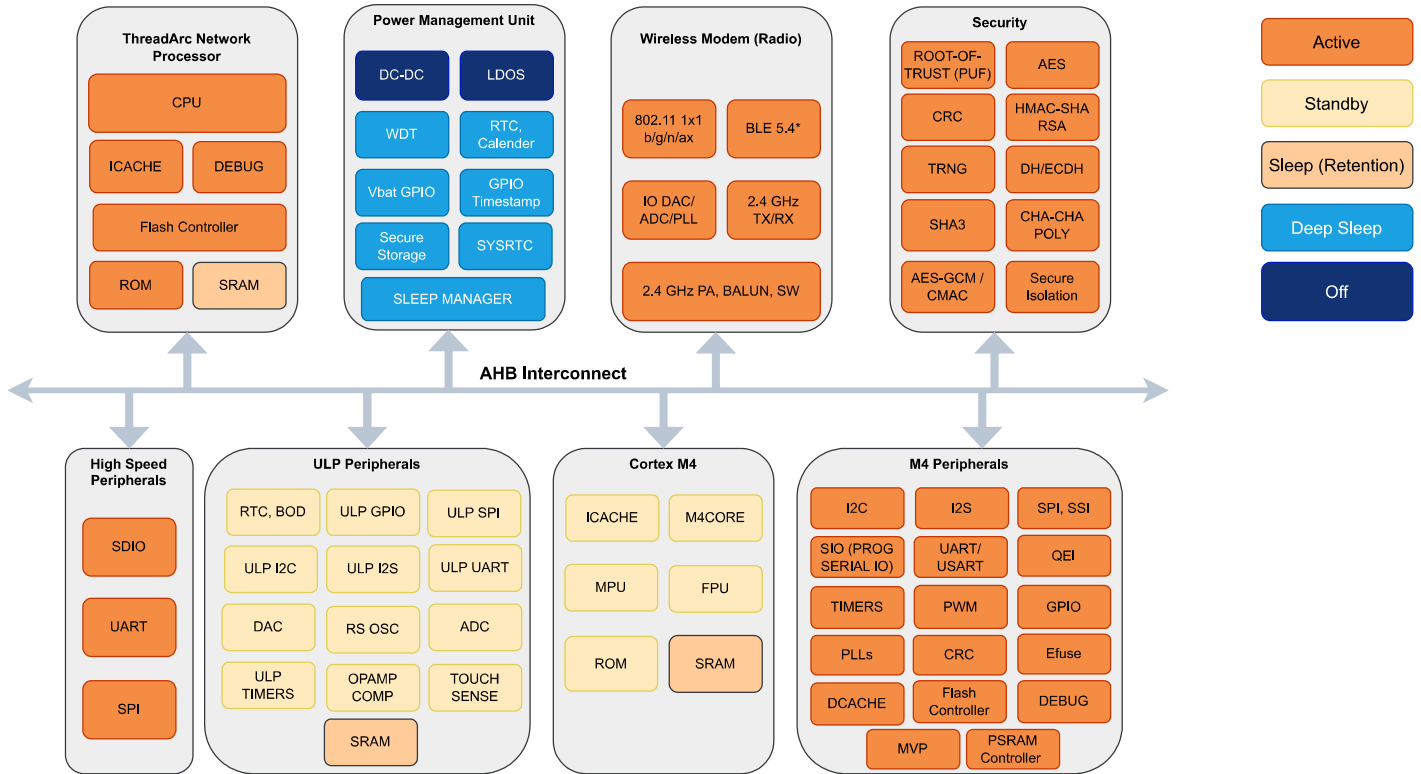 ThreadArc Network
Processor
CPU
ICACHE
DEBUG
Flash Controller
ROM
SRAM
Power Management Unit
DC-DC
LDOS
WDT
RTC,
Calender
Vbat GPIO
GPIO
Timestamp
Secure
Storage
SYSRTC
SLEEP MANAGER
Wireless Modem (Radio)
802.11 1x1
b/g/n/ax
BLE 5.4*
IO DAC/
ADC/PLL
2.4 GHz
TX/RX
2.4 GHz PA, BALUN, SW
Security
ROOT-OF-
TRUST (PUF)
AES
CRC
HMAC-SHA
RSA
TRNG
DH/ECDH
SHA3
CHA-CHA
POLY
AES-GCM /
CMAC
Secure
Isolation
Active
Standby
Sleep (Retention)
Deep Sleep
Off
AHB Interconnect
High Speed
Peripherals
SDIO
UART
SPI
ULP Peripherals
RTC, BOD
ULP GPIO
ULP SPI
ULP I2C
ULP I2S
ULP UART
DAC
RS OSC
ADC
ULP
TIMERS
OPAMP
COMP
TOUCH
SENSE
SRAM
Cortex M4
ICACHE
M4CORE
MPU
FPU
ROM
SRAM
M4 Peripherals
I2C
I2S
SPI, SSI
SIO (PROG
SERIAL IO)
UART/
USART
QEI
TIMERS
PWM
GPIO
PLLs
CRC
Efuse
DCACHE
Flash
Controller
DEBUG
MVP
PSRAM
Controller